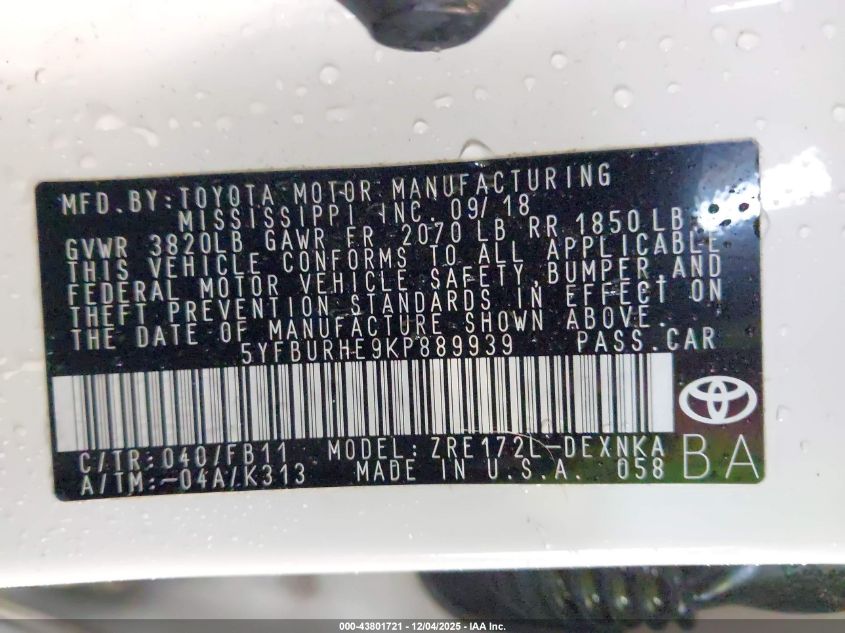 MFD.BY:TOYOTA MOTOR MANUFACTURING
MISSISSIPPI INC. 09/18
GVWR 3820LB GAWR FR 2070 LB RR 1850 LB
THIS VEHICLE CONFORMS TO ALL APPLICABLE
FEDERAL MOTOR VEHICLE SAFETY,BUMPER,AND
THEFT PREVENTION STANDARDS IN EFFECT ON
THE DATE OF MANUFACTURE SHOWN ABOVE.
5YFBURHE9KP889939 PASS.CAR
C/TR:040/FB11 MODEL:ZRE172L-DEXNKA
A/TM:-04A/K313 MADE IN U.S.A. 058
BA
000-43801721 - 12/04/2025 - IAA Inc.